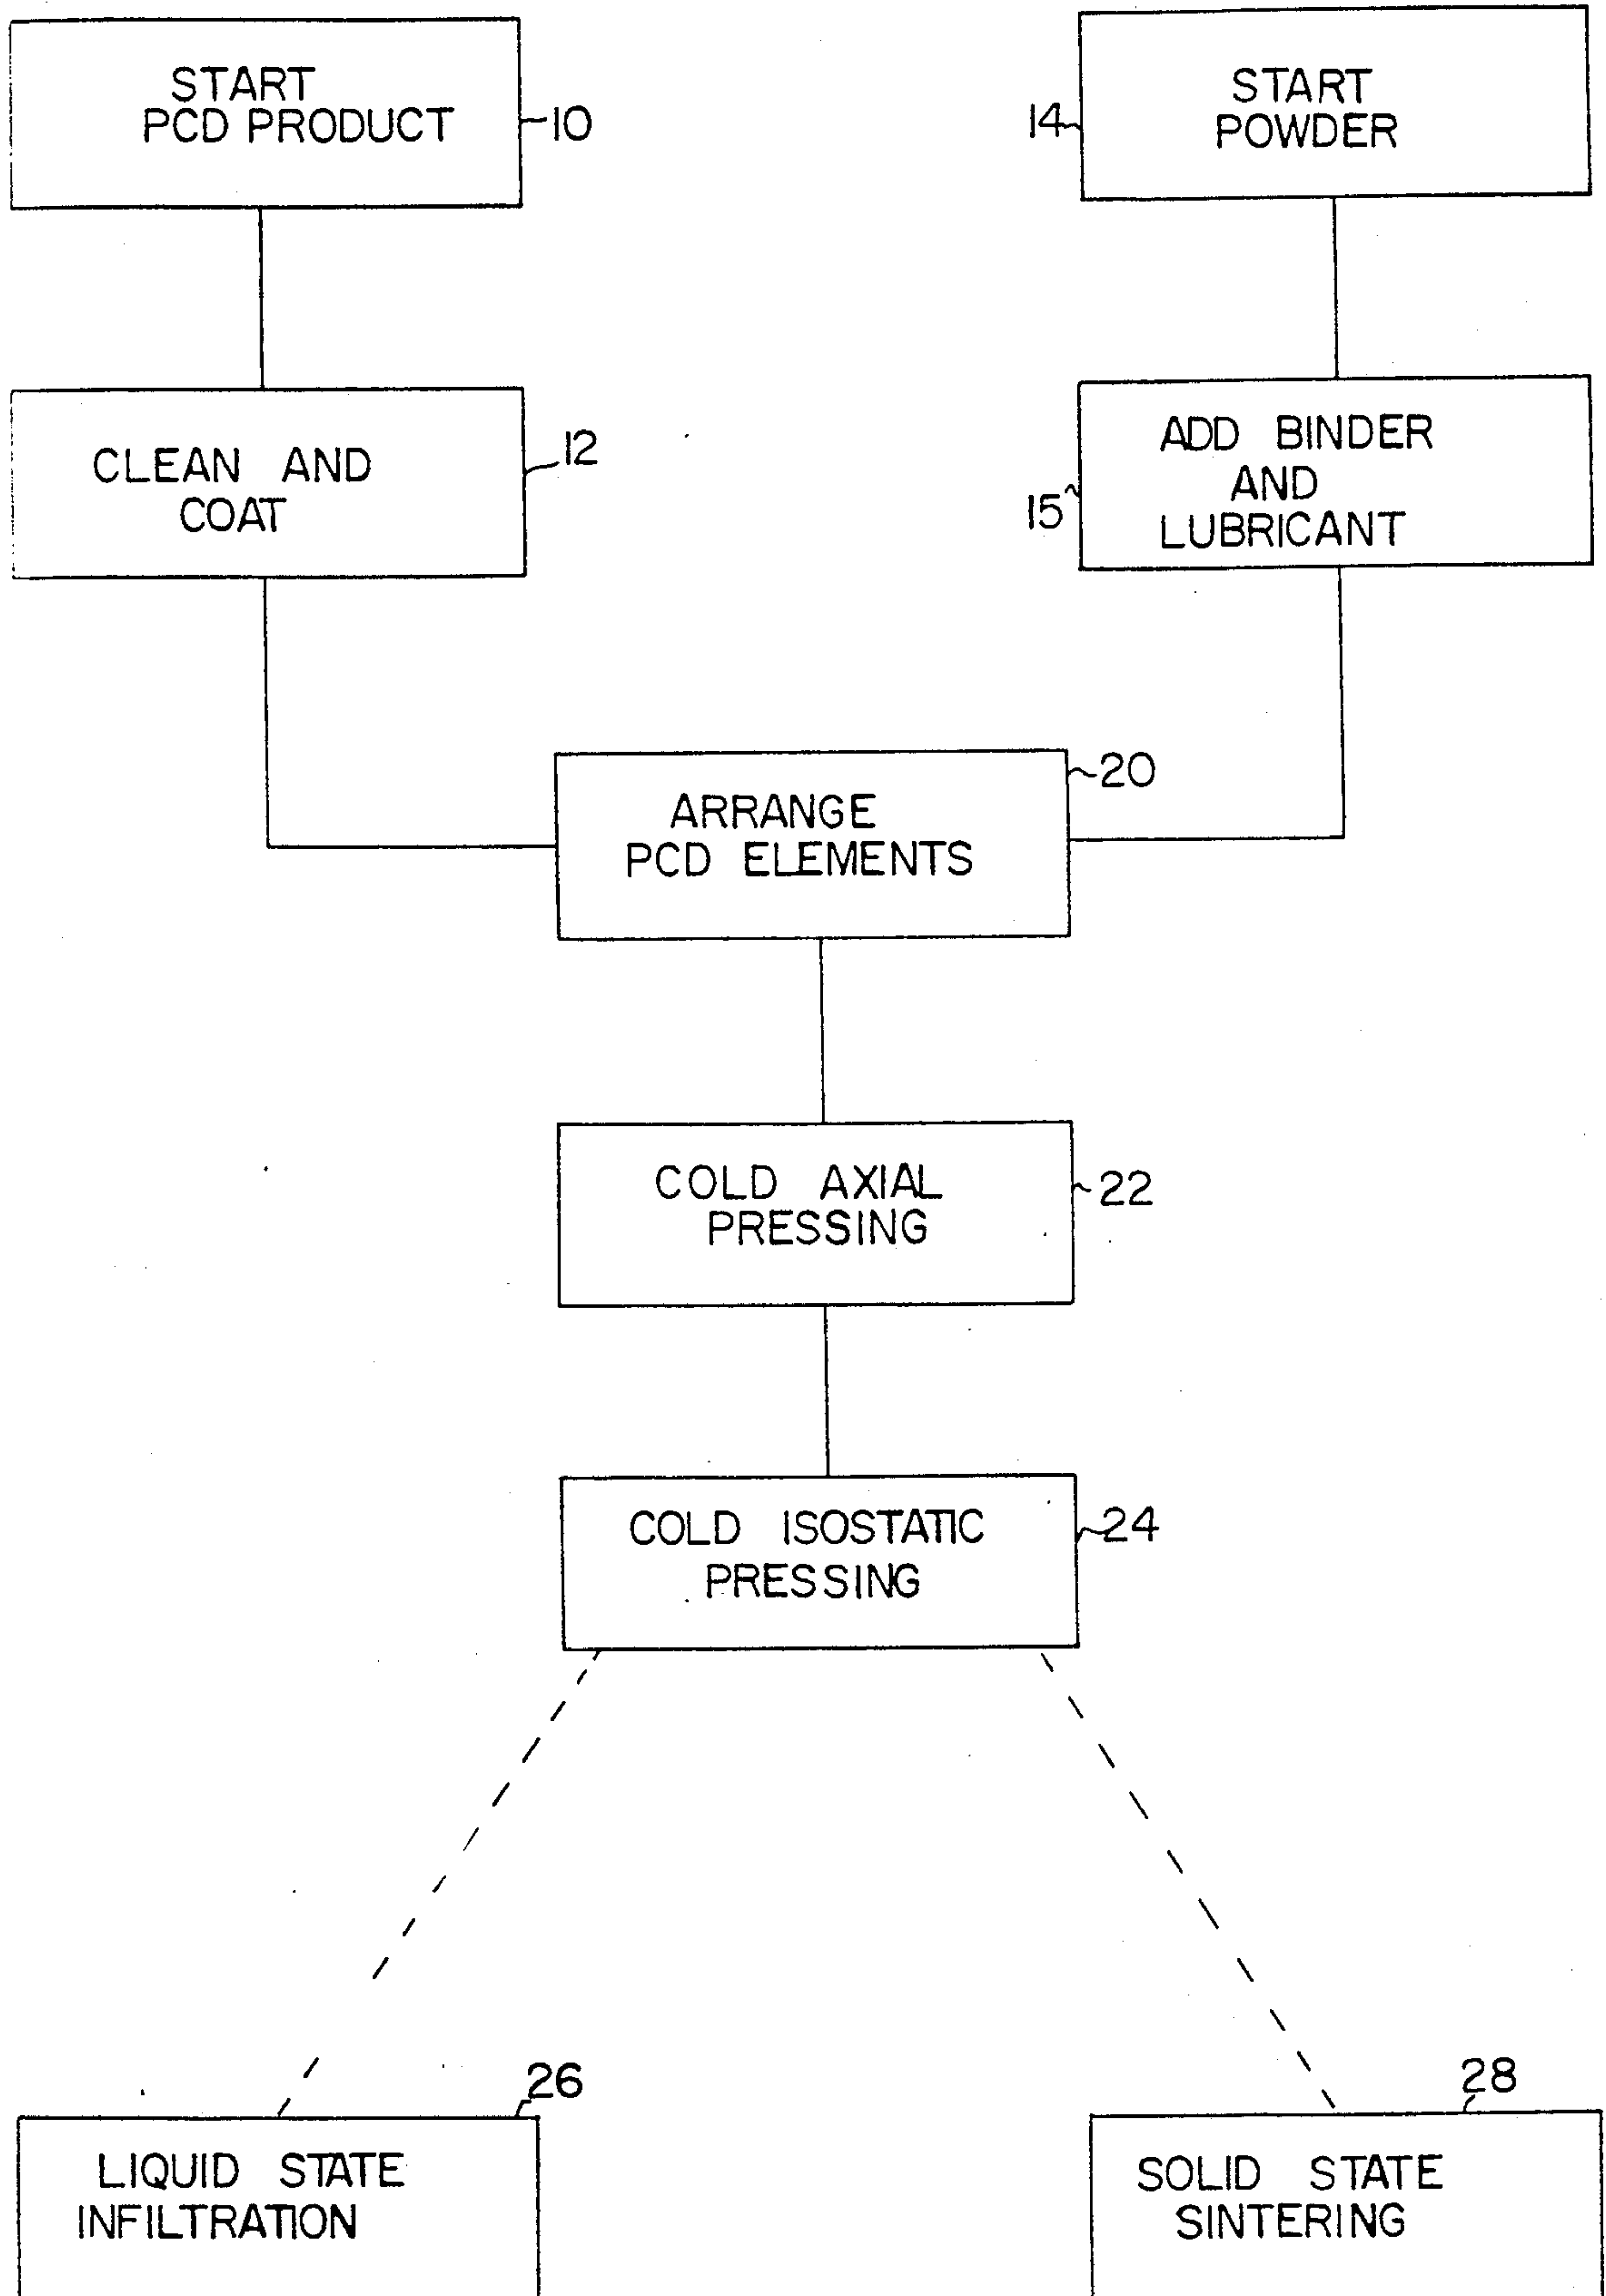 START
PCD PRODUCT
10
START
POWDER
14
CLEAN AND
COAT
12
ADD BINDER
AND
LUBRICANT
15
ARRANGE
PCD ELEMENTS
20
COLD AXIAL
PRESSING
22
COLD ISOSTATIC
PRESSING
24
LIQUID STATE
INFILTRATION
26
SOLID STATE
SINTERING
28